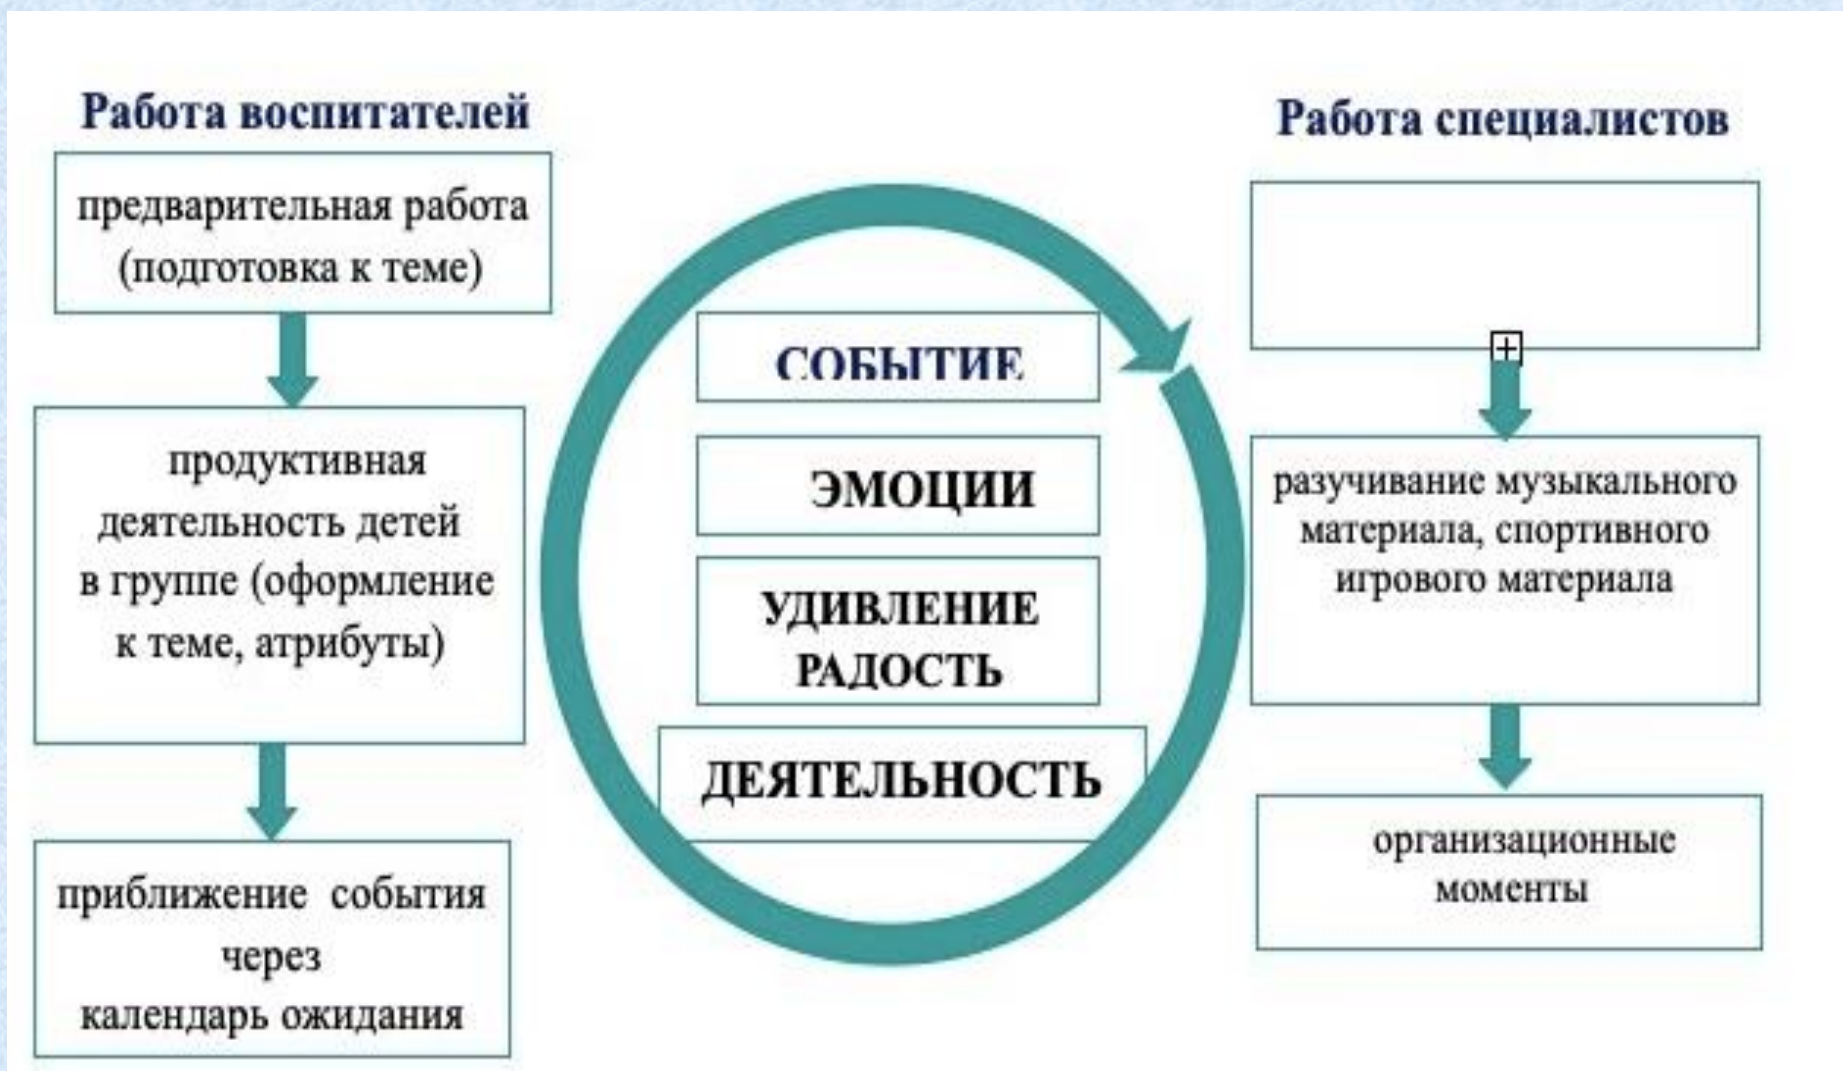 Работа воспитателей
предварительная работа
(подготовка к теме)
продуктивная
деятельность детей
в группе (оформление
к теме, атрибуты)
приближение события
через
календарь ожидания
СОБЫТИЕ
ЭМОЦИИ
УДИВЛЕНИЕ
РАДОСТЬ
ДЕЯТЕЛЬНОСТЬ
Работа специалистов
разучивание музыкального
материала, спортивного
игрового материала
организационные
моменты